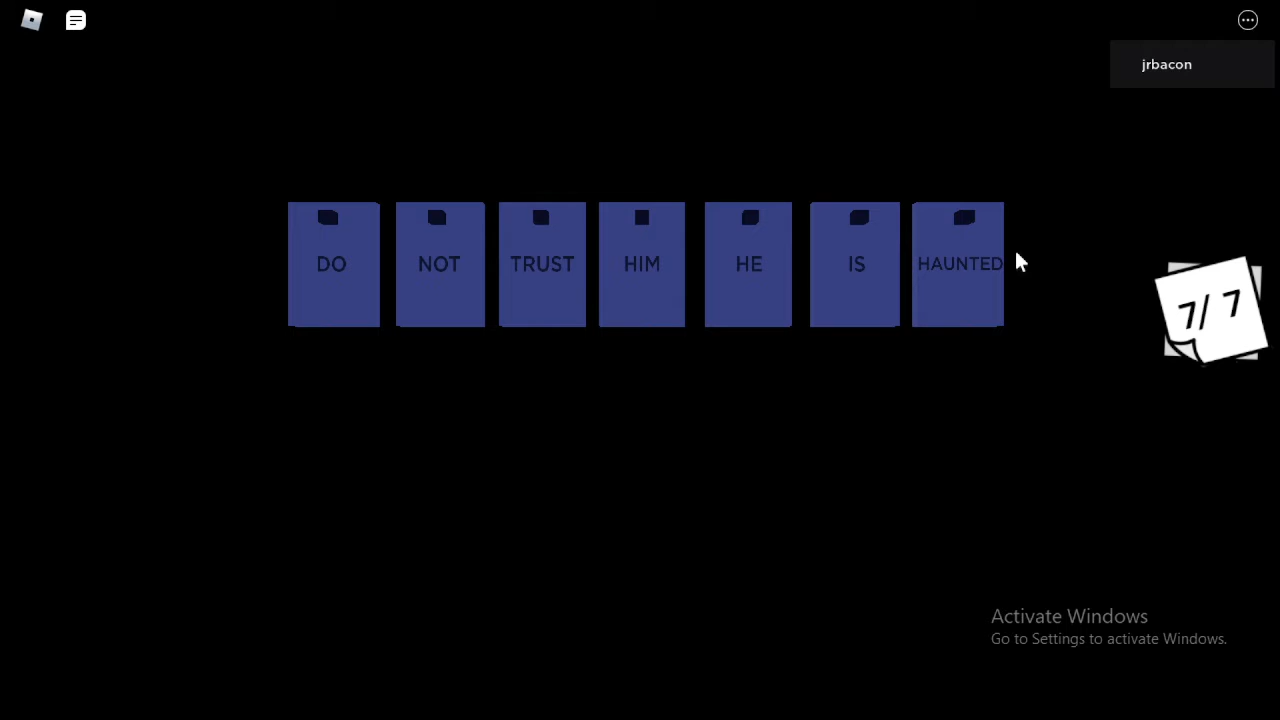 jrbacon
DO NOT TRUST HIM HE IS HAUNTED
7/7
Activate Windows
Go to Settings to activate Windows.